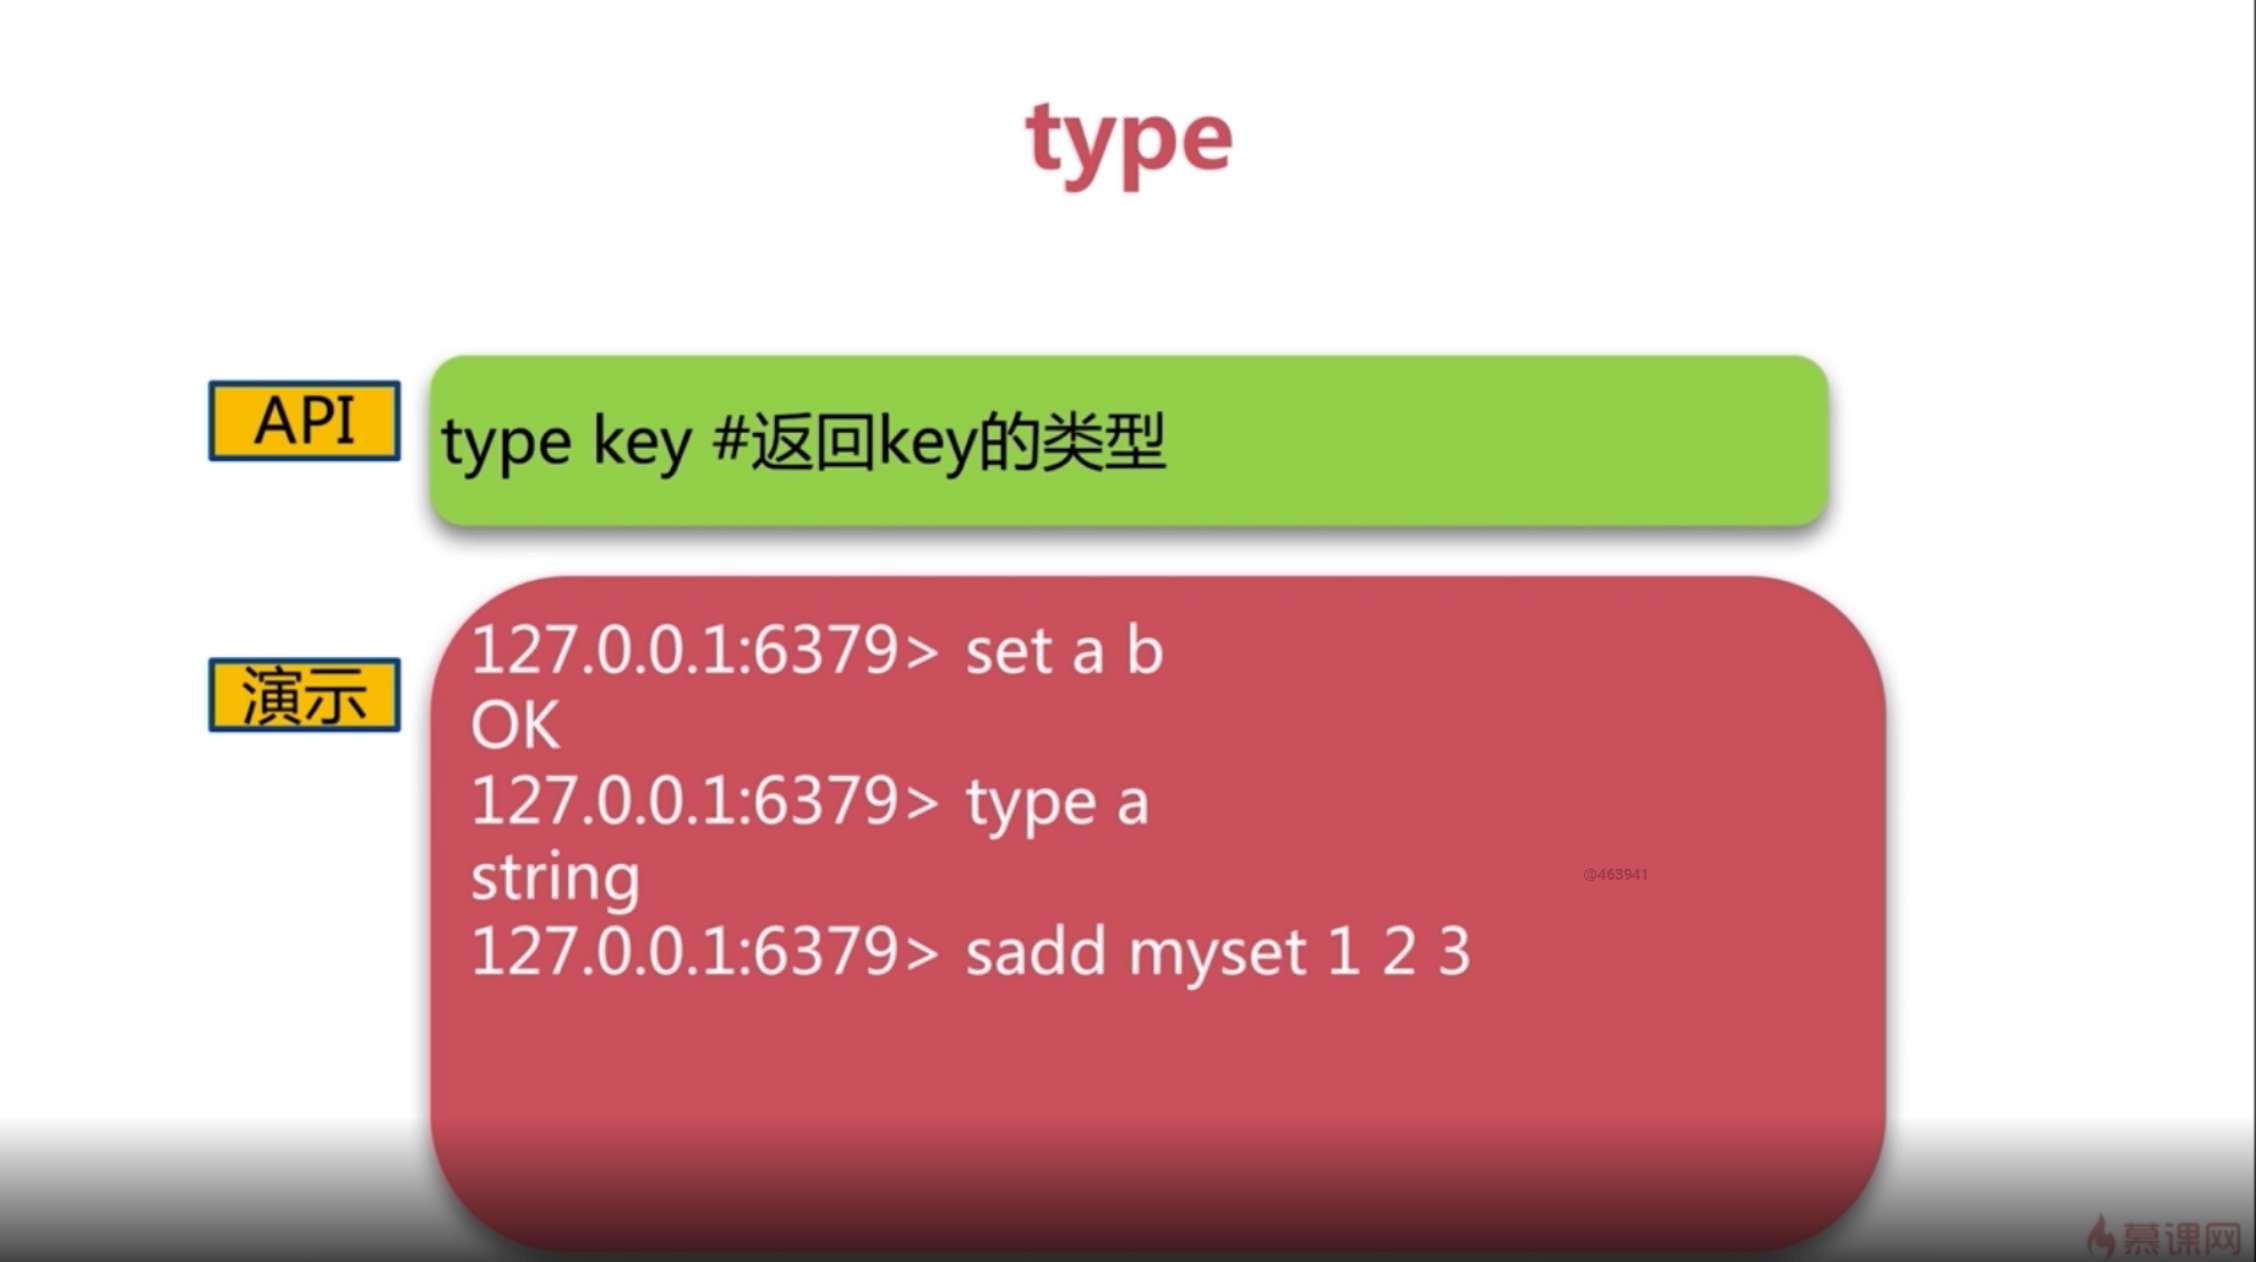 type
API
type key #返回key的类型
演示
127.0.0.1:6379> set a b
OK
127.0.0.1:6379> type a
string
@463941
127.0.0.1:6379> sadd myset 1 2 3
慕课网